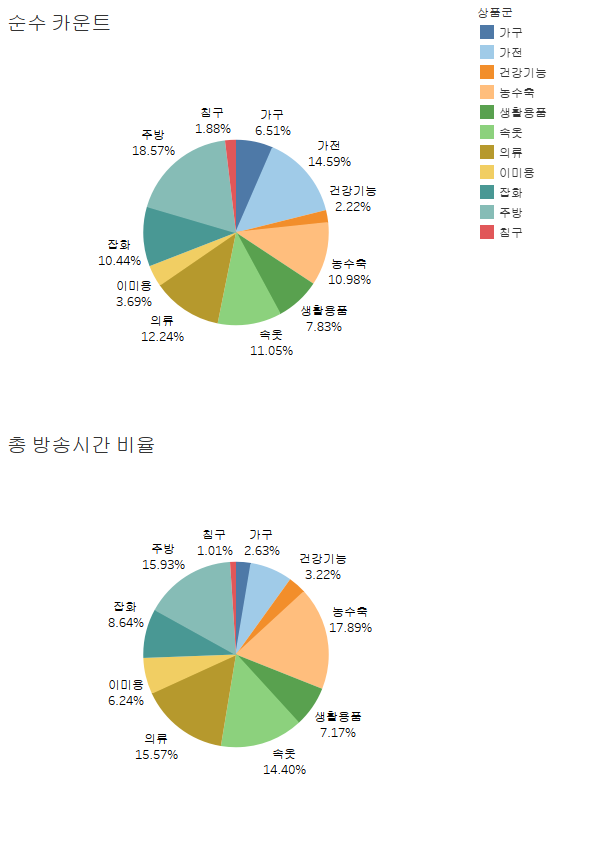 순수 카운트
상품군
가구
가전
건강기능
농수축
생활용품
속옷
의류
이미용
잡화
주방
침구
침구
1.88%
가구
6.51%
주방
18.57%
가전
14.59%
건강기능
2.22%
잡화
10.44%
농수축
10.98%
이미용
3.69%
생활용품
7.83%
의류
12.24%
속옷
11.05%
총 방송시간 비율
침구
1.01%
가구
2.63%
주방
15.93%
건강기능
3.22%
잡화
8.64%
농수축
17.89%
이미용
6.24%
생활용품
7.17%
의류
15.57%
속옷
14.40%